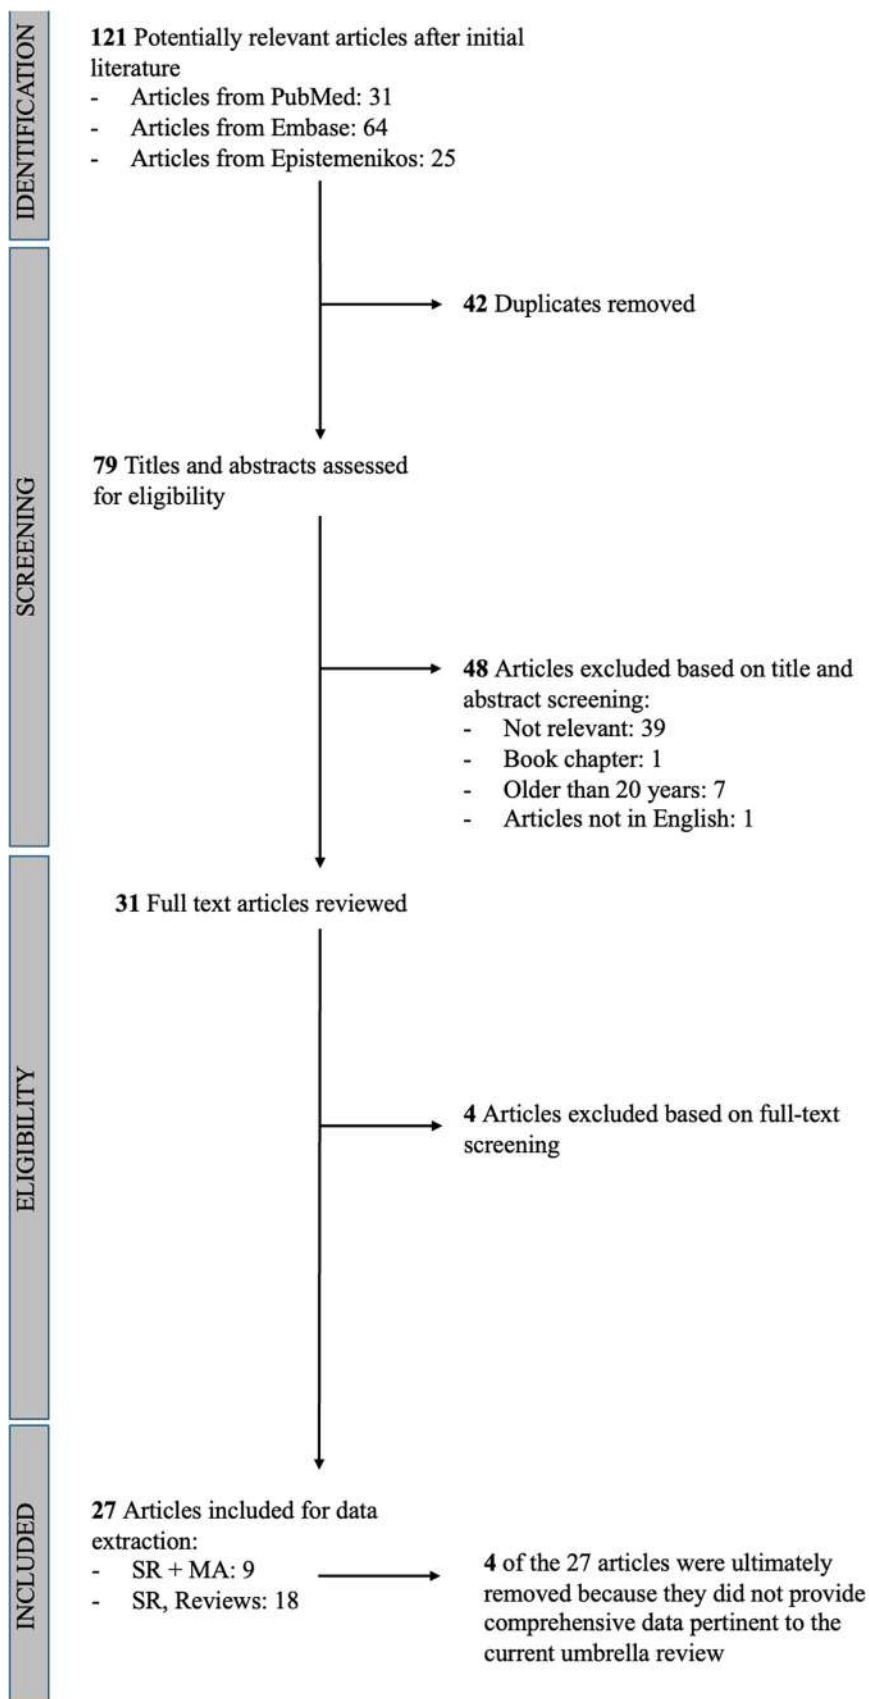 IDENTIFICATION
121 Potentially relevant articles after initial
literature
- Articles from PubMed: 31
- Articles from Embase: 64
- Articles from Epistemenikos: 25
SCREENING
42 Duplicates removed
79 Titles and abstracts assessed
for eligibility
48 Articles excluded based on title and
abstract screening:
- Not relevant: 39
- Book chapter: 1
- Older than 20 years: 7
- Articles not in English: 1
ELIGIBILITY
31 Full text articles reviewed
4 Articles excluded based on full-text
screening
INCLUDED
27 Articles included for data
extraction:
- SR + MA: 9
- SR, Reviews: 18
4 of the 27 articles were ultimately
removed because they did not provide
comprehensive data pertinent to the
current umbrella review